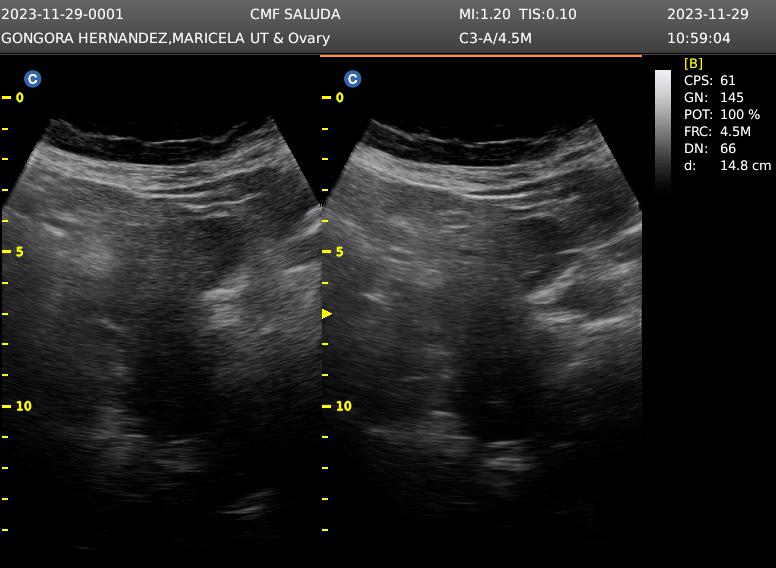 2023-11-29-0001 CMF SALUDA MI:1.20 TIS:0.10 2023-11-29
GONGORA HERNANDEZ,MARICELA UT & Ovary C3-A/4.5M 10:59:04
C
0
5
10
C
0
5
10
[B]
CPS: 61
GN: 145
POT: 100 %
FRC: 4.5M
DN: 66
d: 14.8 cm